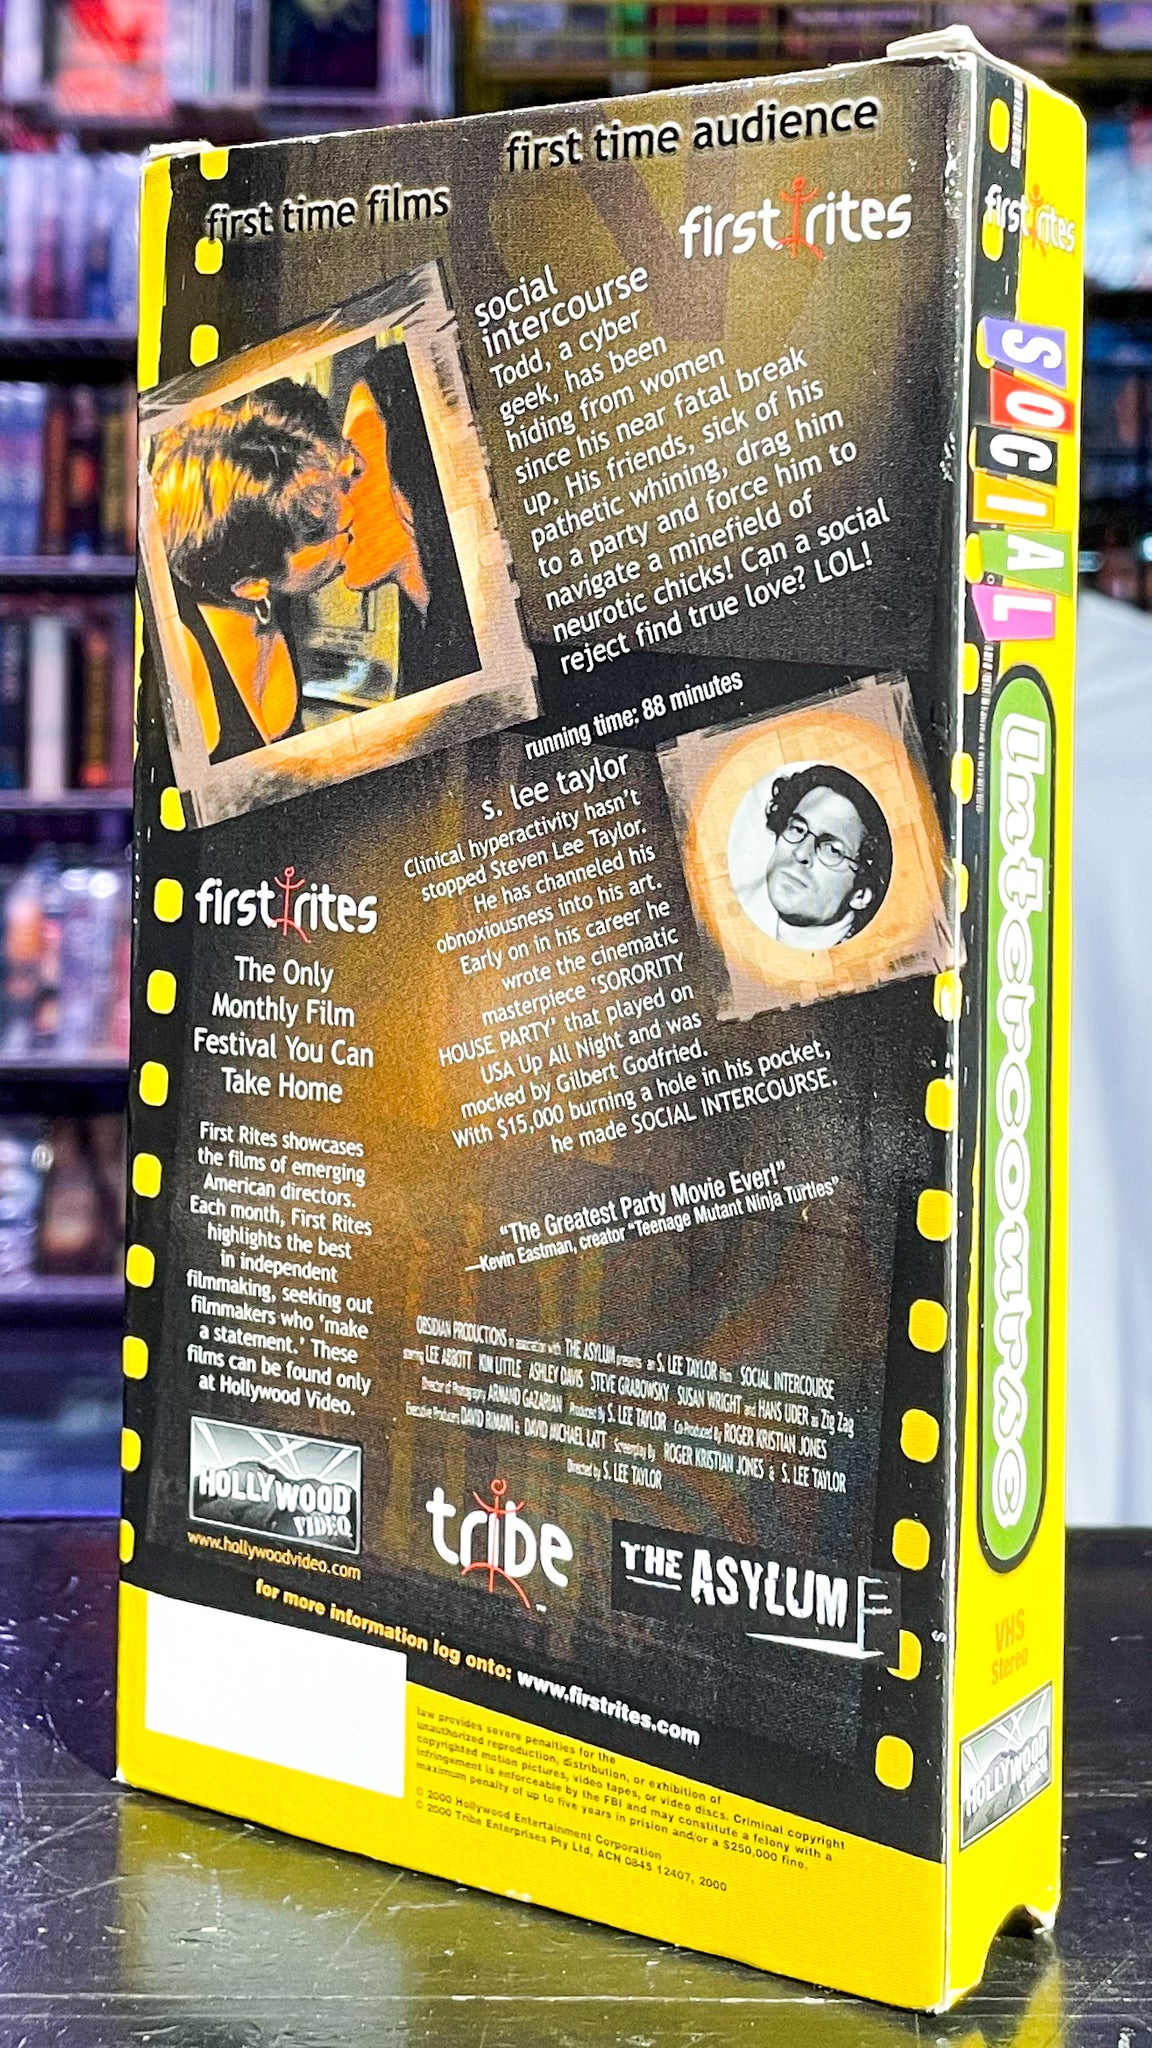 first time films
first time audience
first rites
social
intercourse
Todd, a cyber
geek, has been
hiding from women
since his near fatal break
up. His friends, sick of his
pathetic whining, drag him
to a party and force him to
navigate a minefield of
neurotic chicks! Can a social
reject find true love? LOL!
running time: 88 minutes
s. lee taylor
Clinical hyperactivity hasn't
stopped Steven Lee Taylor.
He has channeled his
obnoxiousness into his art.
Early on in his career he
wrote the cinematic
masterpiece 'SORORITY
HOUSE PARTY' that played on
USA Up All Night and was
mocked by Gilbert Godfried.
With $15,000 burning a hole in his pocket,
he made SOCIAL INTERCOURSE.
"The Greatest Party Movie Ever!"
—Kevin Eastman, creator "Teenage Mutant Ninja Turtles"
first rites
The Only
Monthly Film
Festival You Can
Take Home
First Rites showcases
the films of emerging
American directors.
Each month, First Rites
highlights the best
in independent
filmmaking, seeking out
filmmakers who 'make
a statement.' These
films can be found only
at Hollywood Video.
HOLLYWOOD
VIDEO
www.hollywoodvideo.com
OBSIDIAN PRODUCTIONS in association with THE ASYLUM presents an S. LEE TAYLOR Film SOCIAL INTERCOURSE
starring LEE ABBOTT KIM LITTLE ASHLEY DAVIS STEVE GRABOWSKY SUSAN WRIGHT and HANS UDER as Zig Zag
Director of Photography ARMAND GAZARIAN Produced By S. LEE TAYLOR Co-Produced By ROGER KRISTIAN JONES
Executive Producers DAVID RIMAWI & DAVID MICHAEL LATT Screenplay By ROGER KRISTIAN JONES & S. LEE TAYLOR
Directed by S. LEE TAYLOR
tribe
THE ASYLUM
for more information log onto: www.firstrites.com
law provides severe penalties for the
unauthorized reproduction, distribution, or exhibition of
copyrighted motion pictures, video tapes, or video discs. Criminal copyright
infringement is enforceable by the FBI and may constitute a felony with a
maximum penalty of up to five years in prision and/or a $250,000 fine.
© 2000 Hollywood Entertainment Corporation
© 2000 Tribe Enterprises Pty Ltd, ACN 0845 12407, 2000
first rites
SOCIAL
Intercourse
VHS
Stereo
HOLLYWOOD
VIDEO